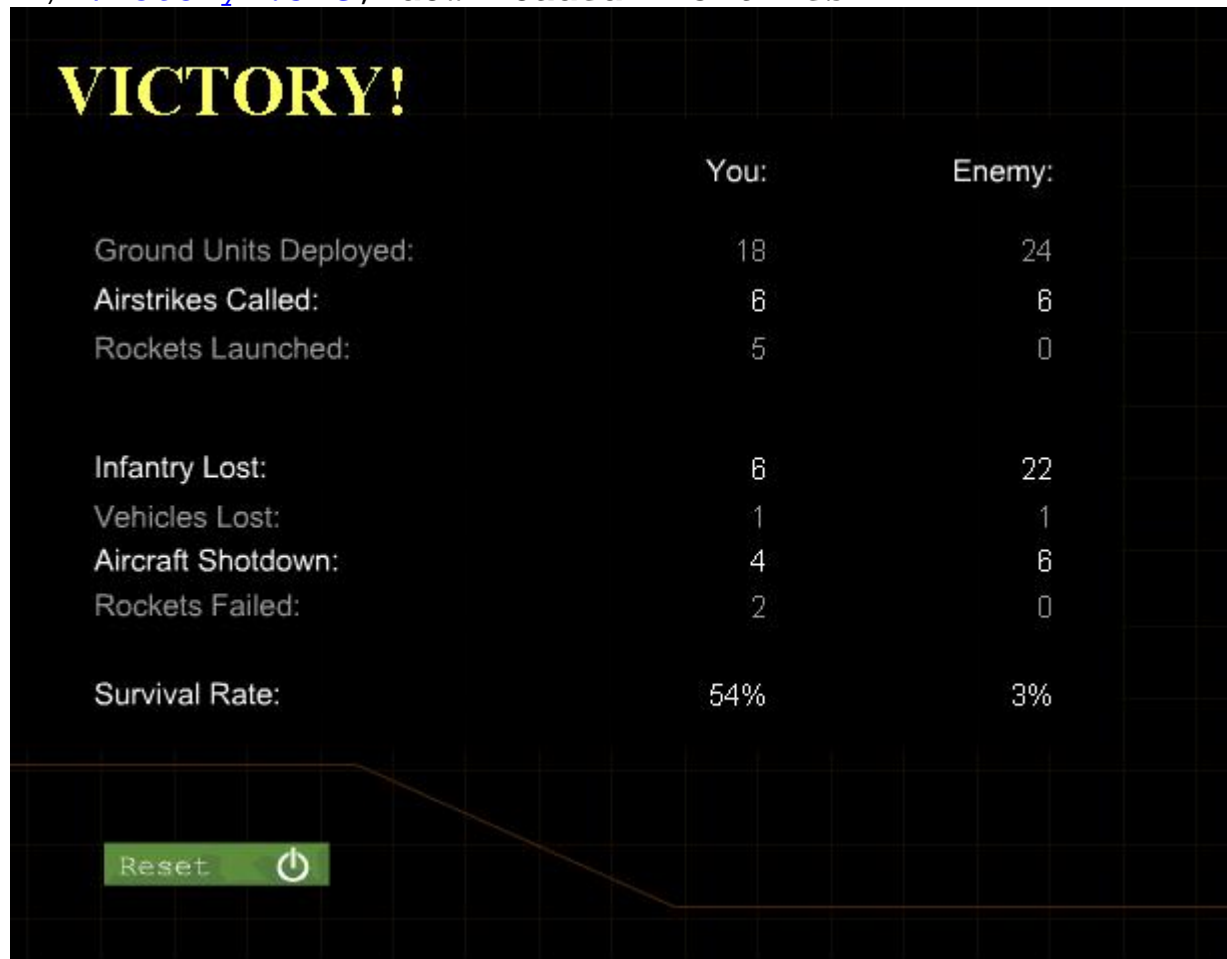 VICTORY!
You: Enemy:
Ground Units Deployed: 18 24
Airstrikes Called: 6 6
Rockets Launched: 5 0
Infantry Lost: 6 22
Vehicles Lost: 1 1
Aircraft Shotdown: 4 6
Rockets Failed: 2 0
Survival Rate: 54% 3%
Reset